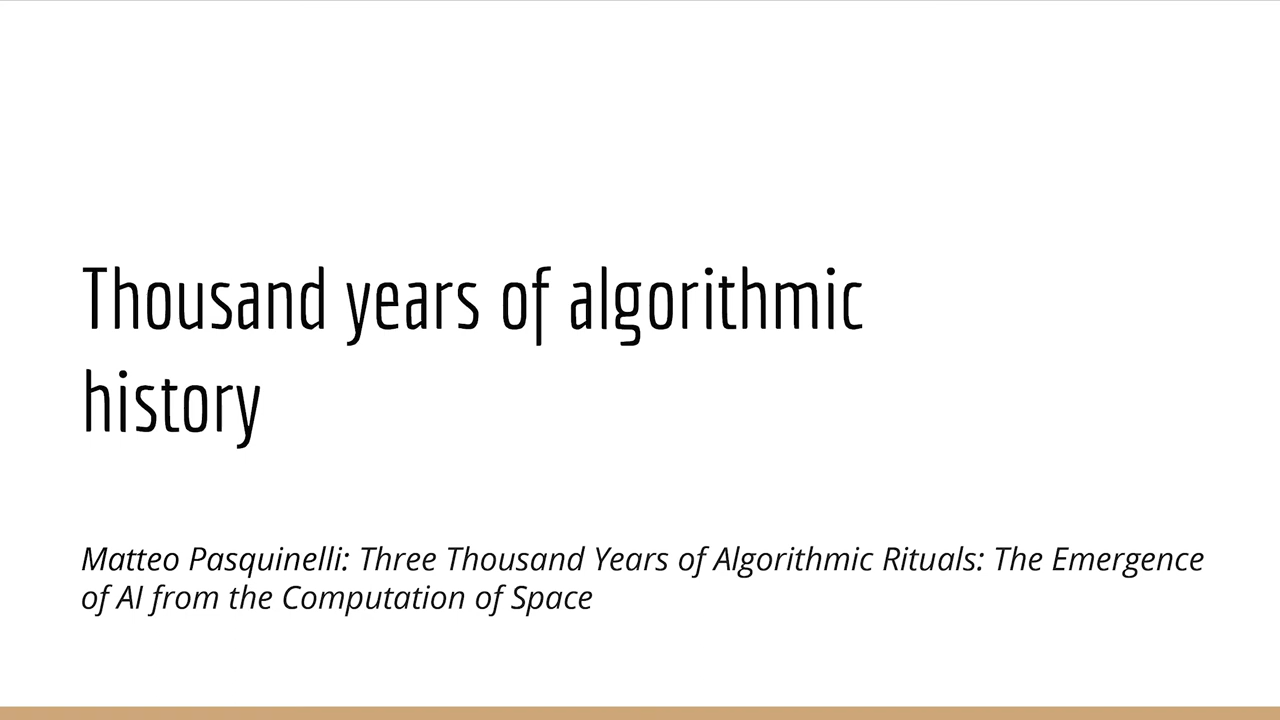 Thousand years of algorithmic
history
Matteo Pasquinelli: Three Thousand Years of Algorithmic Rituals: The Emergence
of AI from the Computation of Space